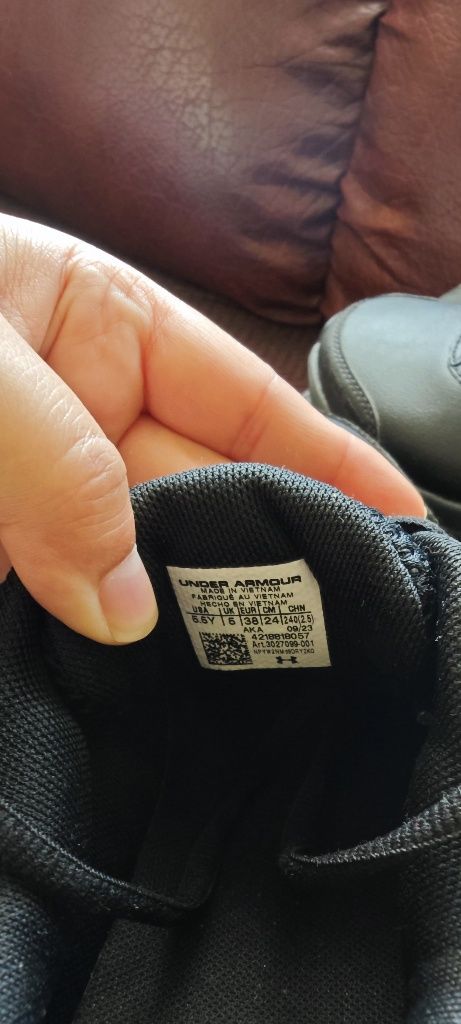 UNDER ARMOUR
MADE IN VIETNAM
FABRIQUÉ AU VIETNAM
HECHO EN VIETNAM
USA UK EUR CM CHN
5.5Y 5 38 24 240(2.5)
AKA 09/23
4218818057
Art.3027099-001